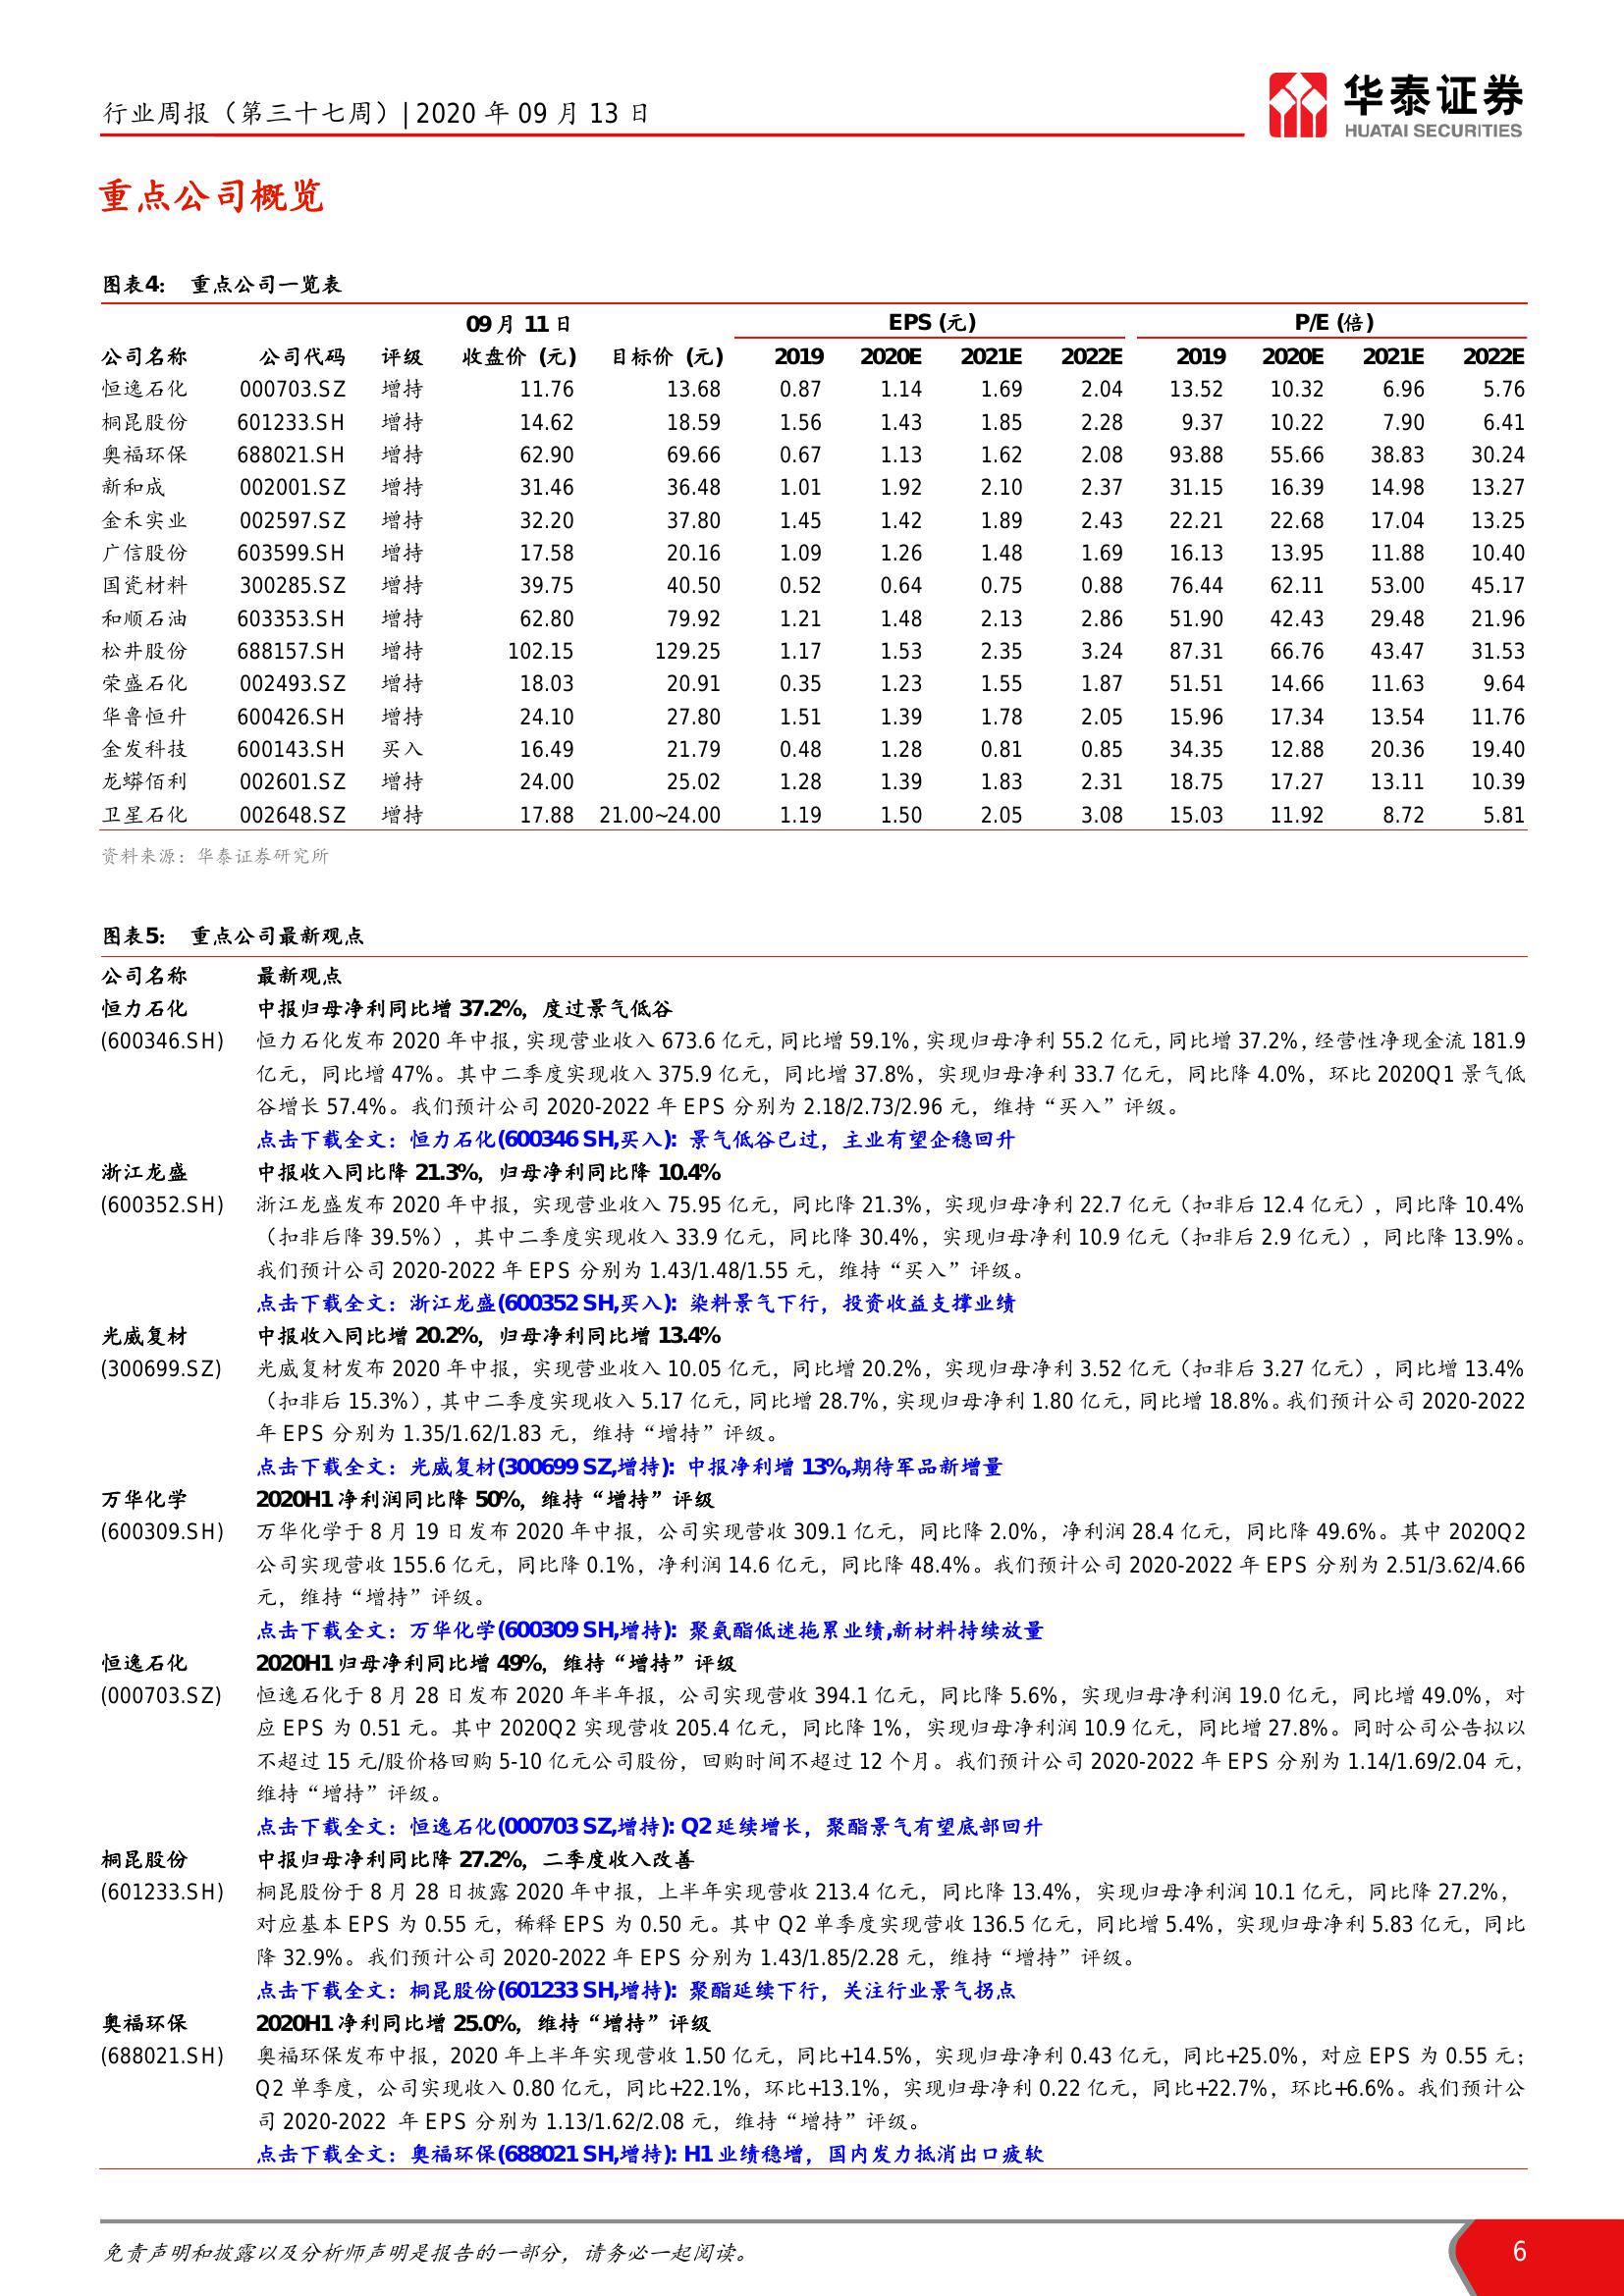 行业周报（第三十七周）| 2020 年 09 月 13 日
华泰证券
HUATAI SECURITIES
重点公司概览
图表4： 重点公司一览表
09 月 11 日 EPS (元) P/E (倍)
公司名称 公司代码 评级 收盘价 (元) 目标价 (元) 2019 2020E 2021E 2022E 2019 2020E 2021E 2022E
恒逸石化 000703.SZ 增持 11.76 13.68 0.87 1.14 1.69 2.04 13.52 10.32 6.96 5.76
桐昆股份 601233.SH 增持 14.62 18.59 1.56 1.43 1.85 2.28 9.37 10.22 7.90 6.41
奥福环保 688021.SH 增持 62.90 69.66 0.67 1.13 1.62 2.08 93.88 55.66 38.83 30.24
新和成 002001.SZ 增持 31.46 36.48 1.01 1.92 2.10 2.37 31.15 16.39 14.98 13.27
金禾实业 002597.SZ 增持 32.20 37.80 1.45 1.42 1.89 2.43 22.21 22.68 17.04 13.25
广信股份 603599.SH 增持 17.58 20.16 1.09 1.26 1.48 1.69 16.13 13.95 11.88 10.40
国瓷材料 300285.SZ 增持 39.75 40.50 0.52 0.64 0.75 0.88 76.44 62.11 53.00 45.17
和顺石油 603353.SH 增持 62.80 79.92 1.21 1.48 2.13 2.86 51.90 42.43 29.48 21.96
松井股份 688157.SH 增持 102.15 129.25 1.17 1.53 2.35 3.24 87.31 66.76 43.47 31.53
荣盛石化 002493.SZ 增持 18.03 20.91 0.35 1.23 1.55 1.87 51.51 14.66 11.63 9.64
华鲁恒升 600426.SH 增持 24.10 27.80 1.51 1.39 1.78 2.05 15.96 17.34 13.54 11.76
金发科技 600143.SH 买入 16.49 21.79 0.48 1.28 0.81 0.85 34.35 12.88 20.36 19.40
龙蟒佰利 002601.SZ 增持 24.00 25.02 1.28 1.39 1.83 2.31 18.75 17.27 13.11 10.39
卫星石化 002648.SZ 增持 17.88 21.00~24.00 1.19 1.50 2.05 3.08 15.03 11.92 8.72 5.81
资料来源：华泰证券研究所
图表5： 重点公司最新观点
公司名称 最新观点
恒力石化 中报归母净利同比增 37.2%，度过景气低谷
(600346.SH) 恒力石化发布 2020 年中报，实现营业收入 673.6 亿元，同比增 59.1%，实现归母净利 55.2 亿元，同比增 37.2%，经营性净现金流 181.9
亿元，同比增 47%。其中二季度实现收入 375.9 亿元，同比增 37.8%，实现归母净利 33.7 亿元，同比降 4.0%，环比 2020Q1 景气低
谷增长 57.4%。我们预计公司 2020-2022 年 EPS 分别为 2.18/2.73/2.96 元，维持“买入”评级。
点击下载全文：恒力石化(600346 SH,买入): 景气低谷已过，主业有望企稳回升
浙江龙盛 中报收入同比降 21.3%，归母净利同比降 10.4%
(600352.SH) 浙江龙盛发布 2020 年中报，实现营业收入 75.95 亿元，同比降 21.3%，实现归母净利 22.7 亿元（扣非后 12.4 亿元），同比降 10.4%
（扣非后降 39.5%），其中二季度实现收入 33.9 亿元，同比降 30.4%，实现归母净利 10.9 亿元（扣非后 2.9 亿元），同比降 13.9%。
我们预计公司 2020-2022 年 EPS 分别为 1.43/1.48/1.55 元，维持“买入”评级。
点击下载全文：浙江龙盛(600352 SH,买入): 染料景气下行，投资收益支撑业绩
光威复材 中报收入同比增 20.2%，归母净利同比增 13.4%
(300699.SZ) 光威复材发布 2020 年中报，实现营业收入 10.05 亿元，同比增 20.2%，实现归母净利 3.52 亿元（扣非后 3.27 亿元），同比增 13.4%
（扣非后 15.3%），其中二季度实现收入 5.17 亿元，同比增 28.7%，实现归母净利 1.80 亿元，同比增 18.8%。我们预计公司 2020-2022
年 EPS 分别为 1.35/1.62/1.83 元，维持“增持”评级。
点击下载全文：光威复材(300699 SZ,增持): 中报净利增 13%,期待军品新增量
万华化学 2020H1 净利润同比降 50%，维持“增持”评级
(600309.SH) 万华化学于 8 月 19 日发布 2020 年中报，公司实现营收 309.1 亿元，同比降 2.0%，净利润 28.4 亿元，同比降 49.6%。其中 2020Q2
公司实现营收 155.6 亿元，同比降 0.1%，净利润 14.6 亿元，同比降 48.4%。我们预计公司 2020-2022 年 EPS 分别为 2.51/3.62/4.66
元，维持“增持”评级。
点击下载全文：万华化学(600309 SH,增持): 聚氨酯低迷拖累业绩,新材料持续放量
恒逸石化 2020H1 归母净利同比增 49%，维持“增持”评级
(000703.SZ) 恒逸石化于 8 月 28 日发布 2020 年半年报，公司实现营收 394.1 亿元，同比降 5.6%，实现归母净利润 19.0 亿元，同比增 49.0%，对
应 EPS 为 0.51 元。其中 2020Q2 实现营收 205.4 亿元，同比降 1%，实现归母净利润 10.9 亿元，同比增 27.8%。同时公司公告拟以
不超过 15 元/股价格回购 5-10 亿元公司股份，回购时间不超过 12 个月。我们预计公司 2020-2022 年 EPS 分别为 1.14/1.69/2.04 元，
维持“增持”评级。
点击下载全文：恒逸石化(000703 SZ,增持): Q2 延续增长，聚酯景气有望底部回升
桐昆股份 中报归母净利同比降 27.2%，二季度收入改善
(601233.SH) 桐昆股份于 8 月 28 日披露 2020 年中报，上半年实现营收 213.4 亿元，同比降 13.4%，实现归母净利润 10.1 亿元，同比降 27.2%，
对应基本 EPS 为 0.55 元，稀释 EPS 为 0.50 元。其中 Q2 单季度实现营收 136.5 亿元，同比增 5.4%，实现归母净利 5.83 亿元，同比
降 32.9%。我们预计公司 2020-2022 年 EPS 分别为 1.43/1.85/2.28 元，维持“增持”评级。
点击下载全文：桐昆股份(601233 SH,增持): 聚酯延续下行，关注行业景气拐点
奥福环保 2020H1 净利同比增 25.0%，维持“增持”评级
(688021.SH) 奥福环保发布中报，2020 年上半年实现营收 1.50 亿元，同比+14.5%，实现归母净利 0.43 亿元，同比+25.0%，对应 EPS 为 0.55 元；
Q2 单季度，公司实现收入 0.80 亿元，同比+22.1%，环比+13.1%，实现归母净利 0.22 亿元，同比+22.7%，环比+6.6%。我们预计公
司 2020-2022 年 EPS 分别为 1.13/1.62/2.08 元，维持“增持”评级。
点击下载全文：奥福环保(688021 SH,增持): H1 业绩稳增，国内发力抵消出口疲软
免责声明和披露以及分析师声明是报告的一部分，请务必一起阅读。 6